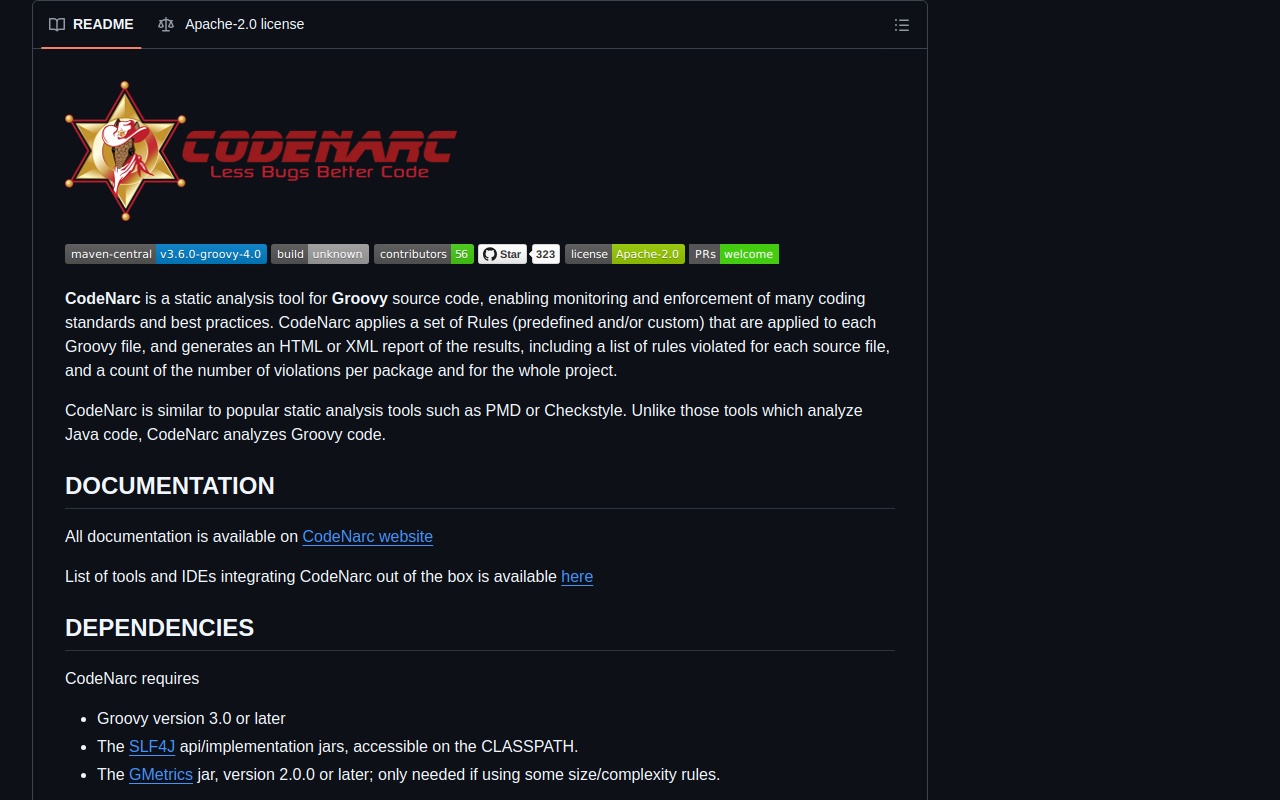 README Apache-2.0 license
CODENARC
Less Bugs Better Code
maven-central v3.6.0-groovy-4.0 build unknown contributors 56 Star 323 license Apache-2.0 PRs welcome
CodeNarc is a static analysis tool for Groovy source code, enabling monitoring and enforcement of many coding
standards and best practices. CodeNarc applies a set of Rules (predefined and/or custom) that are applied to each
Groovy file, and generates an HTML or XML report of the results, including a list of rules violated for each source file,
and a count of the number of violations per package and for the whole project.
CodeNarc is similar to popular static analysis tools such as PMD or Checkstyle. Unlike those tools which analyze
Java code, CodeNarc analyzes Groovy code.
DOCUMENTATION
All documentation is available on CodeNarc website
List of tools and IDEs integrating CodeNarc out of the box is available here
DEPENDENCIES
CodeNarc requires
• Groovy version 3.0 or later
• The SLF4J api/implementation jars, accessible on the CLASSPATH.
• The GMetrics jar, version 2.0.0 or later; only needed if using some size/complexity rules.